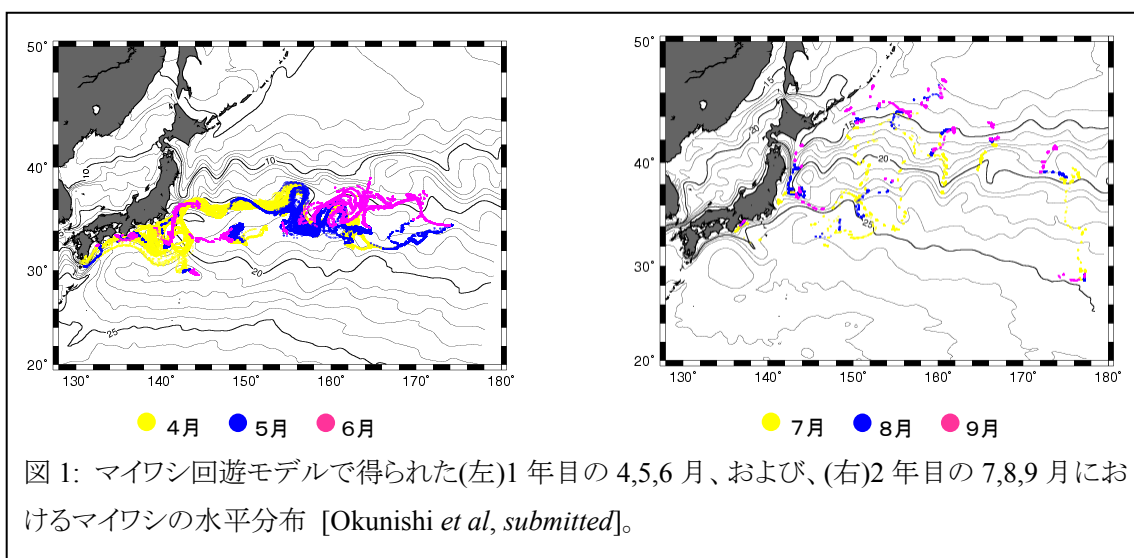 50˚
40˚
30˚
20˚
130˚ 140˚ 150˚ 160˚ 170˚ 180˚
10
10
20
25
4月 5月 6月
50˚
40˚
30˚
20˚
130˚ 140˚ 150˚ 160˚ 170˚ 180˚
15
20
20
25
7月 8月 9月
図 1: マイワシ回遊モデルで得られた(左)1 年目の 4,5,6 月、および、(右)2 年目の 7,8,9 月にお
けるマイワシの水平分布 [Okunishi et al, submitted]。